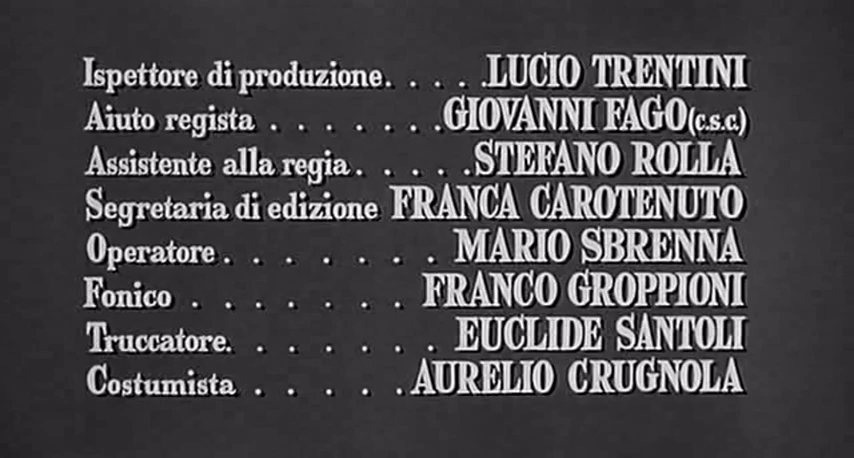 Ispettore di produzione. . . . .LUCIO TRENTINI
Aiuto regista . . . . . . .GIOVANNI FAGO(c.s.c.)
Assistente alla regia. . . . .STEFANO ROLLA
Segretaria di edizione FRANCA CAROTENUTO
Operatore. . . . . . . . MARIO SBRENNA
Fonico . . . . . . . FRANCO GROPPIONI
Truccatore. . . . . . . EUCLIDE SANTOLI
Costumista . . . . .AURELIO CRUGNOLA